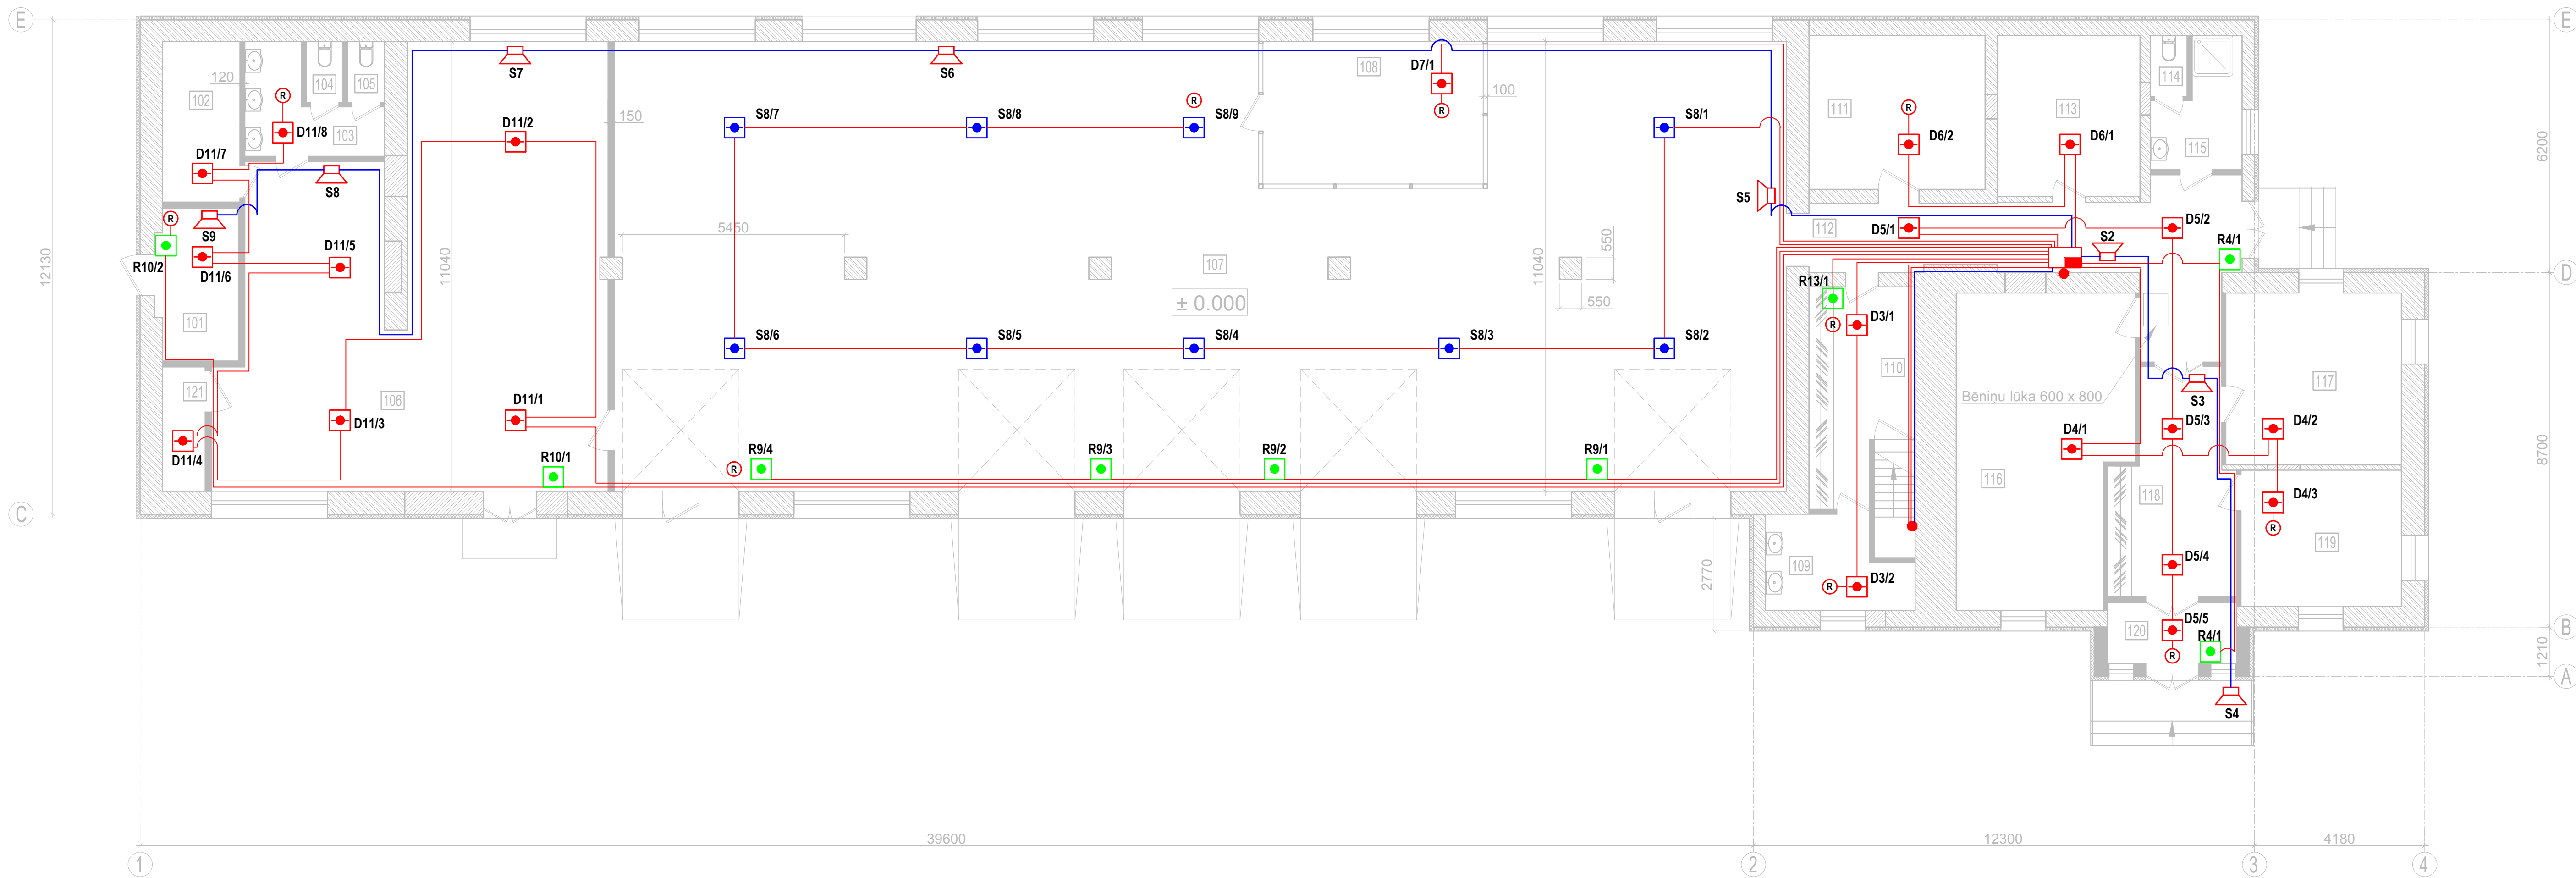 E
E
S7
S6
D7/1
108
100
120
102
104
105
R
103
D11/8
D11/7
D11/2
150
S8/7
S8/8
R
S8/9
R
S8/1
111
R
113
114
D6/2
D6/1
115
6200
S8
S9
R
R10/2
D11/6
D11/5
12130
11040
5450
107
11040
550
550
± 0.000
S5
112
D5/1
D5/2
S2
R4/1
D
D
R13/1
R
D3/1
101
121
106
D11/3
D11/4
D11/1
S8/6
S8/5
S8/4
S8/3
S8/2
110
Bēniņu lūka 600 x 800
S3
117
D4/1
D5/3
D4/2
R10/1
R
R9/4
R9/3
R9/2
R9/1
116
118
D4/3
R
8700
C
C
119
109
2770
R
D3/2
D5/4
D5/5
120
R4/1
R
B
1210
A
S4
39600
12300
4180
1
2
3
4